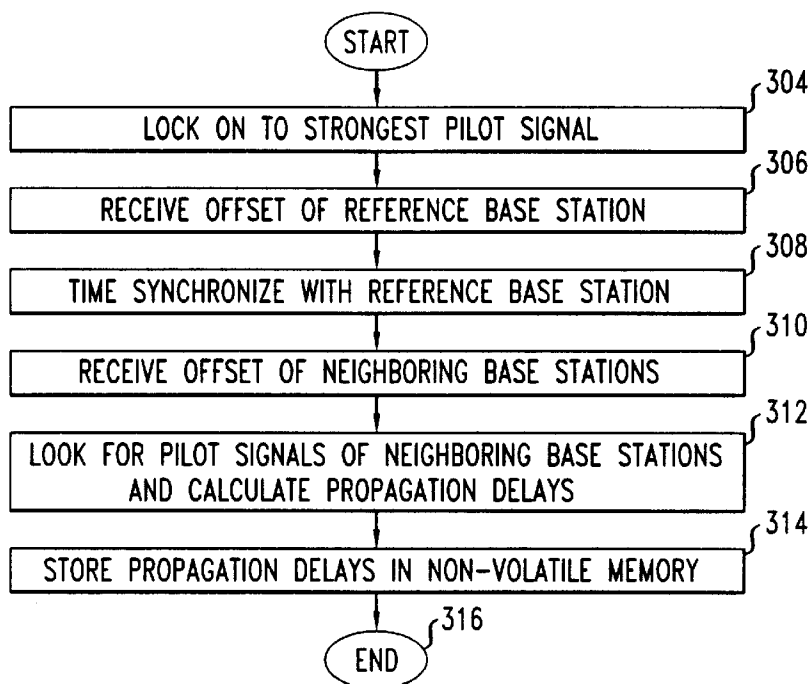 START
304
LOCK ON TO STRONGEST PILOT SIGNAL
306
RECEIVE OFFSET OF REFERENCE BASE STATION
308
TIME SYNCHRONIZE WITH REFERENCE BASE STATION
310
RECEIVE OFFSET OF NEIGHBORING BASE STATIONS
312
LOOK FOR PILOT SIGNALS OF NEIGHBORING BASE STATIONS
AND CALCULATE PROPAGATION DELAYS
314
STORE PROPAGATION DELAYS IN NON-VOLATILE MEMORY
316
END